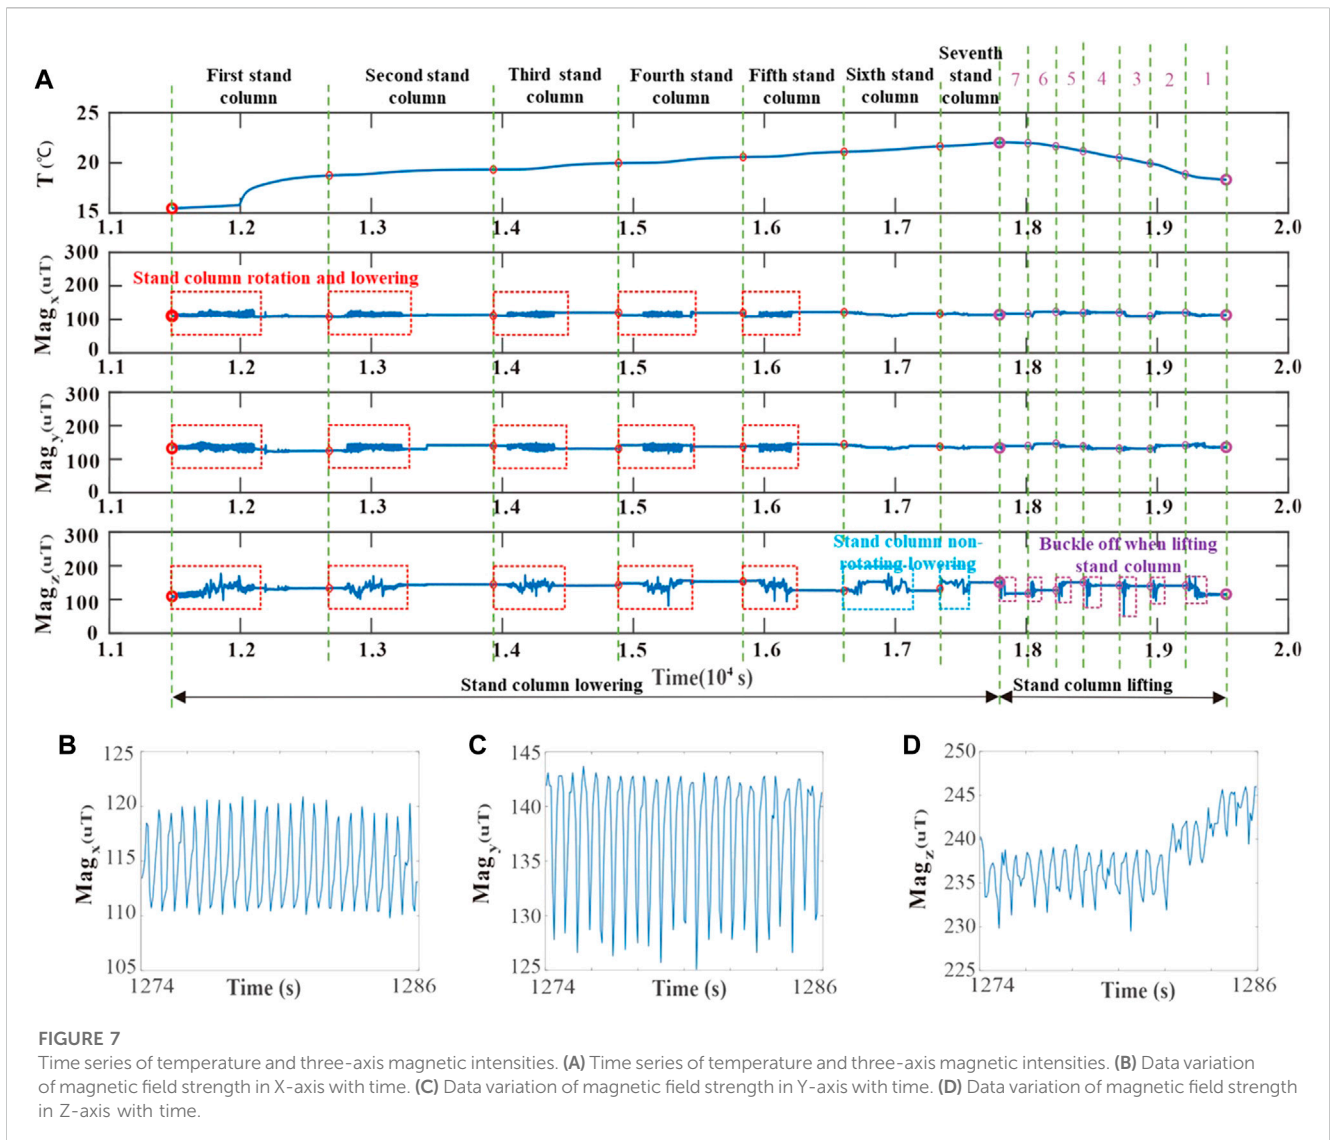 A
First stand
column
Second stand
column
Third stand
column
Fourth stand
column
Fifth stand
column
Sixth stand
column
Seventh
stand
column
7 6 5 4 3 2 1
T (℃)
25
20
15
1.1 1.2 1.3 1.4 1.5 1.6 1.7 1.8 1.9 2.0
Magx(uT)
300
200
100
0
Stand column rotation and lowering
1.1 1.2 1.3 1.4 1.5 1.6 1.7 1.8 1.9 2.0
Magy(uT)
300
200
100
0
1.1 1.2 1.3 1.4 1.5 1.6 1.7 1.8 1.9 2.0
Magz(uT)
300
200
100
0
Stand column non-
rotating lowering
Buckle off when lifting
stand column
1.1 1.2 1.3 1.4 1.5 1.6 1.7 1.8 1.9 2.0
Time(10⁴ s)
Stand column lowering
Stand column lifting
B
Magx(uT)
125
120
115
110
105
1274 1286
Time (s)
C
Magy(uT)
145
140
135
130
125
1274 1286
Time (s)
D
Magz(uT)
250
245
240
235
230
225
1274 1286
Time (s)
FIGURE 7
Time series of temperature and three-axis magnetic intensities. (A) Time series of temperature and three-axis magnetic intensities. (B) Data variation
of magnetic field strength in X-axis with time. (C) Data variation of magnetic field strength in Y-axis with time. (D) Data variation of magnetic field strength
in Z-axis with time.